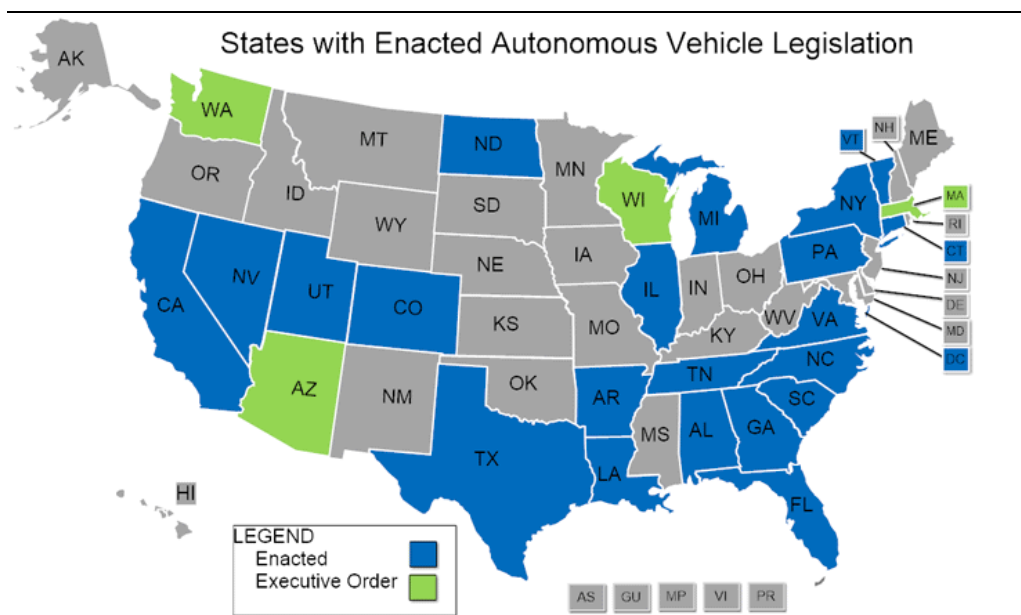 States with Enacted Autonomous Vehicle Legislation
AK
WA
MT
ND
MN
VT
NH
ME
OR
ID
SD
WI
MI
NY
MA
WY
RI
IA
PA
CT
NE
NV
IL
IN
OH
NJ
CA
UT
CO
DE
WV
VA
KS
MO
KY
MD
NC
DC
TN
AZ
NM
OK
AR
SC
MS
AL
GA
TX
LA
HI
FL
LEGEND
Enacted
Executive Order
AS
GU
MP
VI
PR